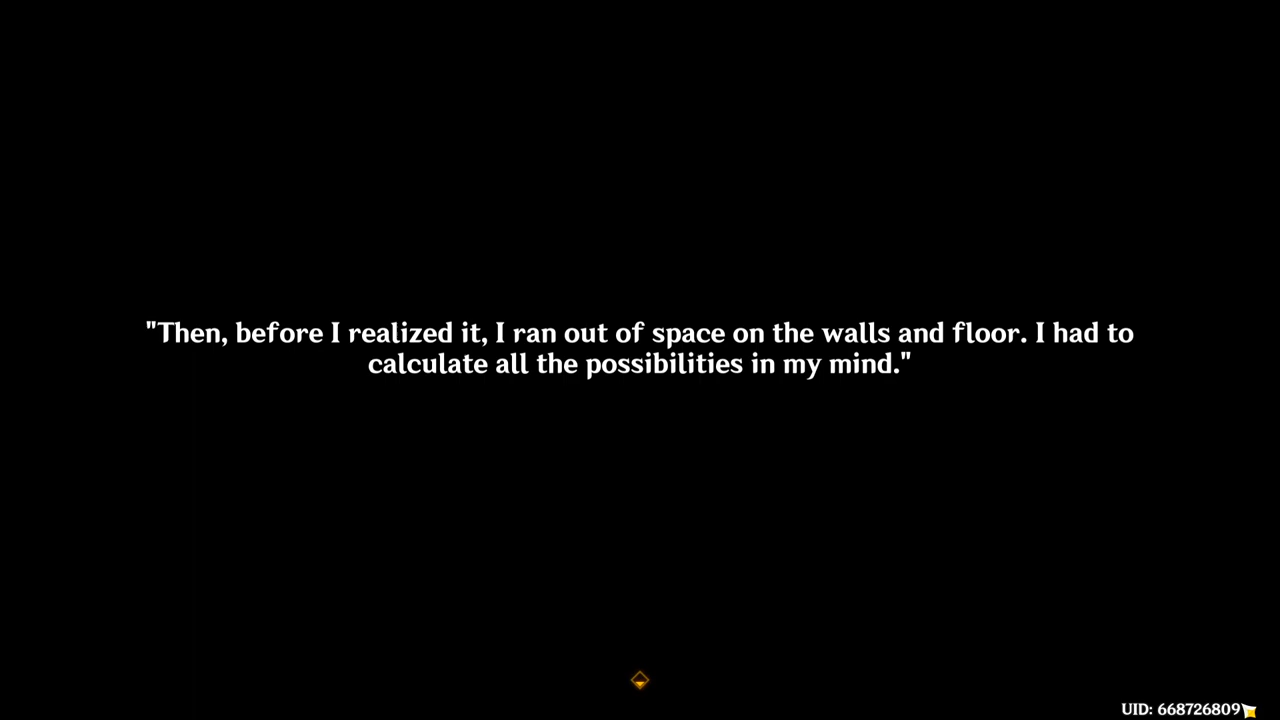 "Then, before I realized it, I ran out of space on the walls and floor. I had to
calculate all the possibilities in my mind."
UID: 668726809